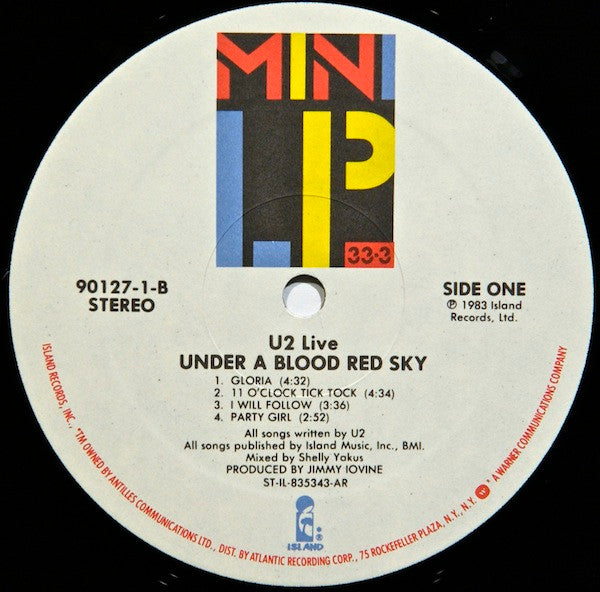 MINI
LP
33·3
90127-1-B
STEREO
SIDE ONE
℗ 1983 Island
Records, Ltd.
U2 Live
UNDER A BLOOD RED SKY
1. GLORIA (4:32)
2. 11 O'CLOCK TICK TOCK (4:34)
3. I WILL FOLLOW (3:36)
4. PARTY GIRL (2:52)
All songs written by U2
All songs published by Island Music, Inc., BMI.
Mixed by Shelly Yakus
PRODUCED BY JIMMY IOVINE
ST-IL-835343-AR
ISLAND ®
ISLAND RECORDS, INC., *TM OWNED BY ANTILLES COMMUNICATIONS LTD., DIST. BY ATLANTIC RECORDING CORP., 75 ROCKEFELLER PLAZA, N.Y., N.Y. W * A WARNER COMMUNICATIONS COMPANY